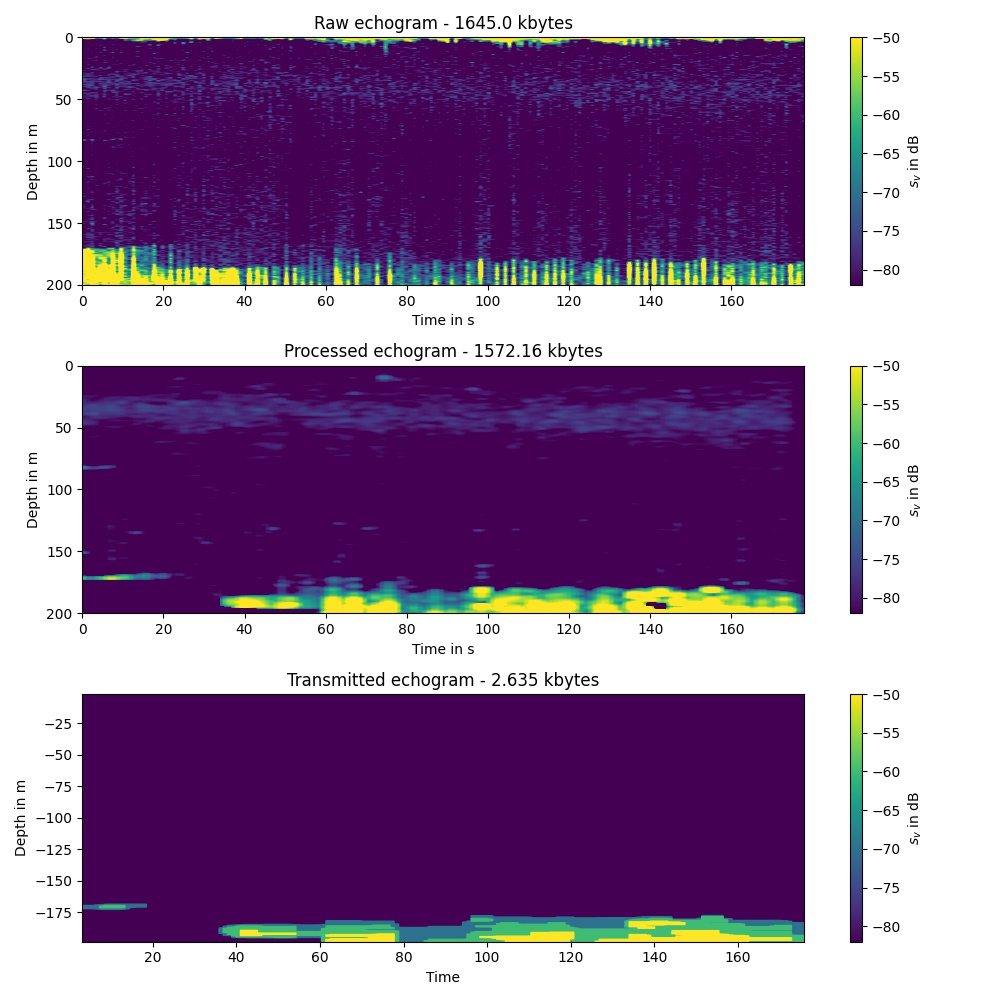 Raw echogram - 1645.0 kbytes
0
50
100
150
200
Depth in m
0 20 40 60 80 100 120 140 160
Time in s
−50
−55
−60
−65
−70
−75
−80
sv in dB
Processed echogram - 1572.16 kbytes
0
50
100
150
200
Depth in m
0 20 40 60 80 100 120 140 160
Time in s
−50
−55
−60
−65
−70
−75
−80
sv in dB
Transmitted echogram - 2.635 kbytes
−25
−50
−75
−100
−125
−150
−175
Depth in m
20 40 60 80 100 120 140 160
Time
−50
−55
−60
−65
−70
−75
−80
sv in dB